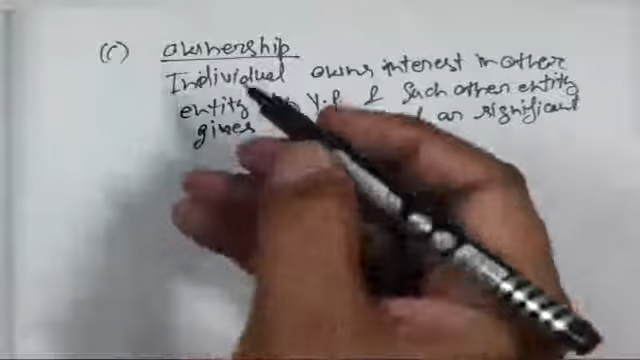 (c) ownership
Individual owns interest in other
entity Y.P. & such other entity
gives an significant